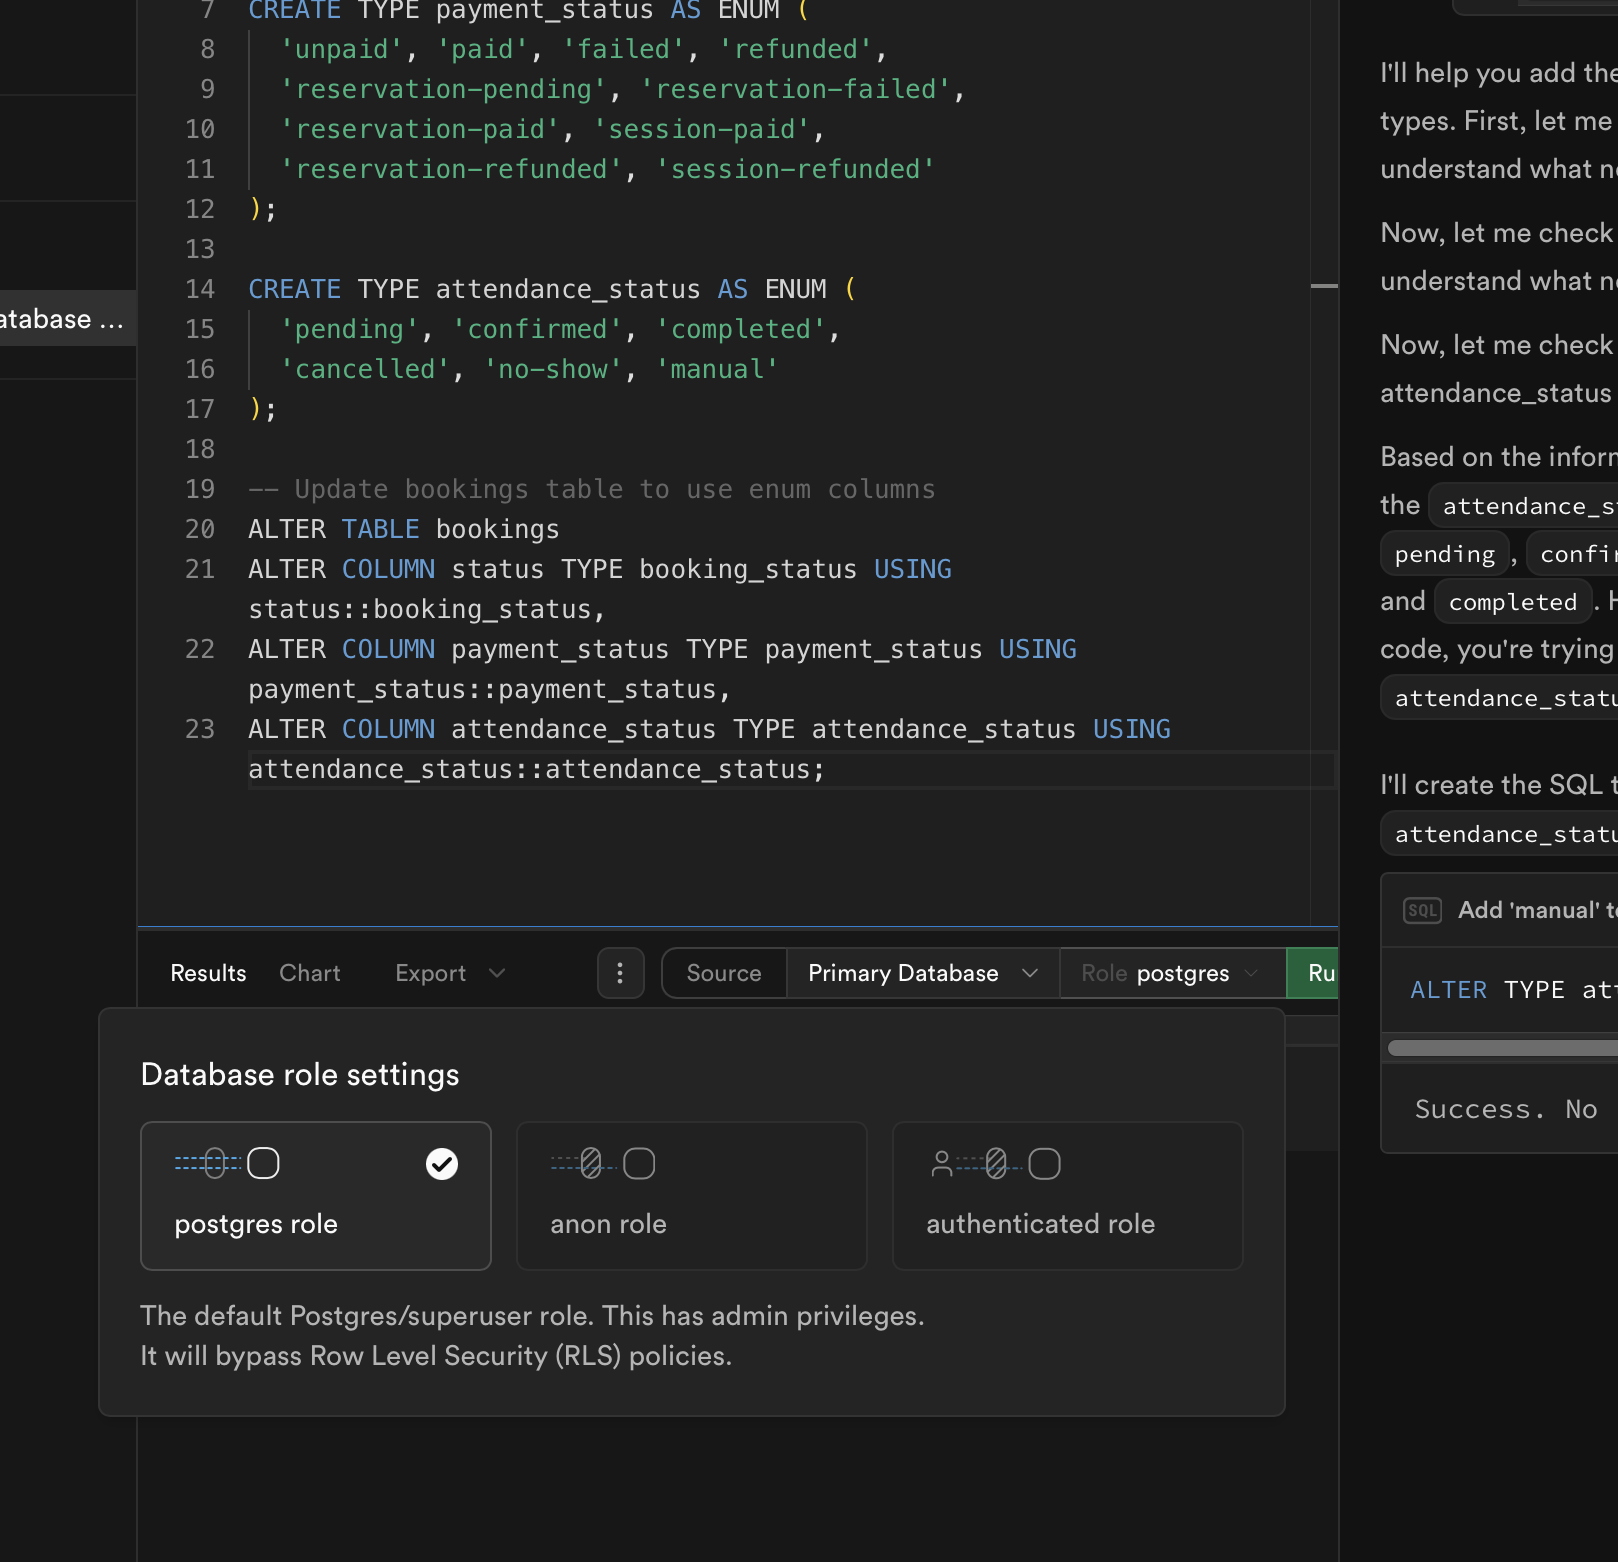 7 CREATE TYPE payment_status AS ENUM (
8 'unpaid', 'paid', 'failed', 'refunded',
9 'reservation-pending', 'reservation-failed',
10 'reservation-paid', 'session-paid',
11 'reservation-refunded', 'session-refunded'
12 );
13
14 CREATE TYPE attendance_status AS ENUM (
15 'pending', 'confirmed', 'completed',
16 'cancelled', 'no-show', 'manual'
17 );
18
19 -- Update bookings table to use enum columns
20 ALTER TABLE bookings
21 ALTER COLUMN status TYPE booking_status USING
status::booking_status,
22 ALTER COLUMN payment_status TYPE payment_status USING
payment_status::payment_status,
23 ALTER COLUMN attendance_status TYPE attendance_status USING
attendance_status::attendance_status;
atabase ...
Results Chart Export Source Primary Database Role postgres Ru
Database role settings
postgres role
anon role
authenticated role
The default Postgres/superuser role. This has admin privileges.
It will bypass Row Level Security (RLS) policies.
I'll help you add the
types. First, let me
understand what n
Now, let me check
understand what n
Now, let me check
attendance_status
Based on the inforn
the attendance_s
pending, confi
and completed.
code, you're trying
attendance_statu
I'll create the SQL t
attendance_statu
SQL Add 'manual' t
ALTER TYPE at
Success. No